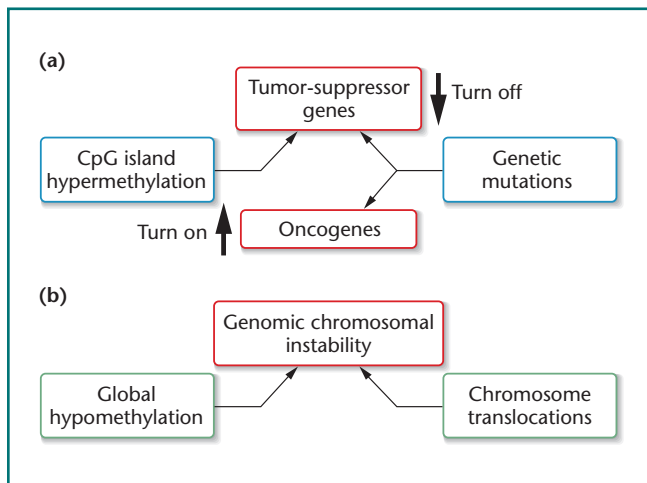 (a)
Tumor-suppressor
genes
Turn off
CpG island
hypermethylation
Genetic
mutations
Turn on
Oncogenes
(b)
Genomic chromosomal
instability
Global
hypomethylation
Chromosome
translocations